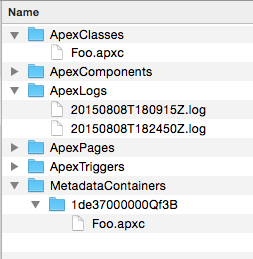 Name
ApexClasses
Foo.apxc
ApexComponents
ApexLogs
20150808T180915Z.log
20150808T182450Z.log
ApexPages
ApexTriggers
MetadataContainers
1de37000000Qf3B
Foo.apxc